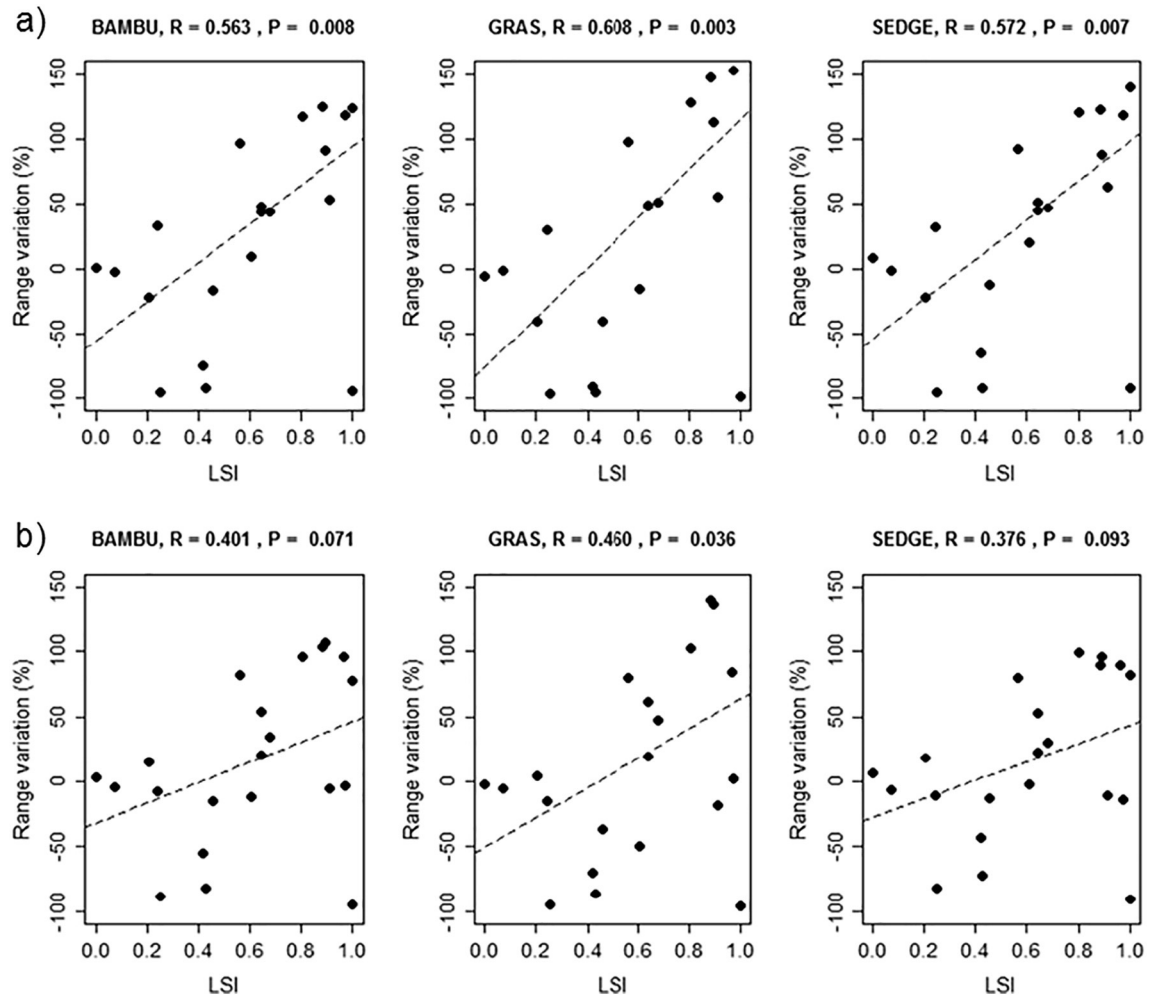 a)
BAMBU, R = 0.563 , P = 0.008
GRAS, R = 0.608 , P = 0.003
SEDGE, R = 0.572 , P = 0.007
Range variation (%)
150
100
50
0
-50
-100
0.0 0.2 0.4 0.6 0.8 1.0
LSI
Range variation (%)
150
100
50
0
-50
-100
0.0 0.2 0.4 0.6 0.8 1.0
LSI
Range variation (%)
150
100
50
0
-50
-100
0.0 0.2 0.4 0.6 0.8 1.0
LSI
b)
BAMBU, R = 0.401 , P = 0.071
GRAS, R = 0.460 , P = 0.036
SEDGE, R = 0.376 , P = 0.093
Range variation (%)
150
100
50
0
-50
-100
0.0 0.2 0.4 0.6 0.8 1.0
LSI
Range variation (%)
150
100
50
0
-50
-100
0.0 0.2 0.4 0.6 0.8 1.0
LSI
Range variation (%)
150
100
50
0
-50
-100
0.0 0.2 0.4 0.6 0.8 1.0
LSI